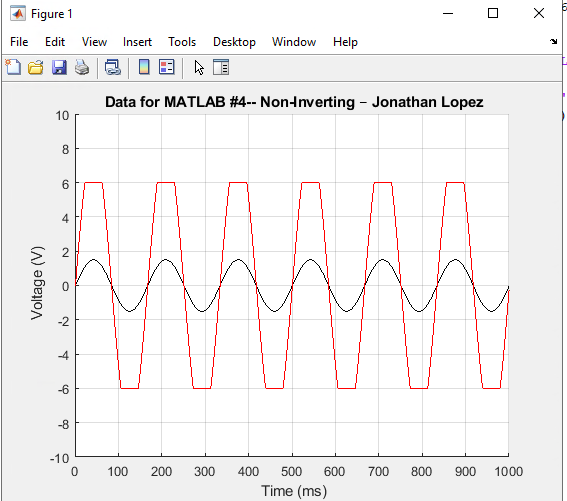 Figure 1
File Edit View Insert Tools Desktop Window Help
Data for MATLAB #4-- Non-Inverting – Jonathan Lopez
10
8
6
4
2
0
-2
-4
-6
-8
-10
Voltage (V)
0 100 200 300 400 500 600 700 800 900 1000
Time (ms)